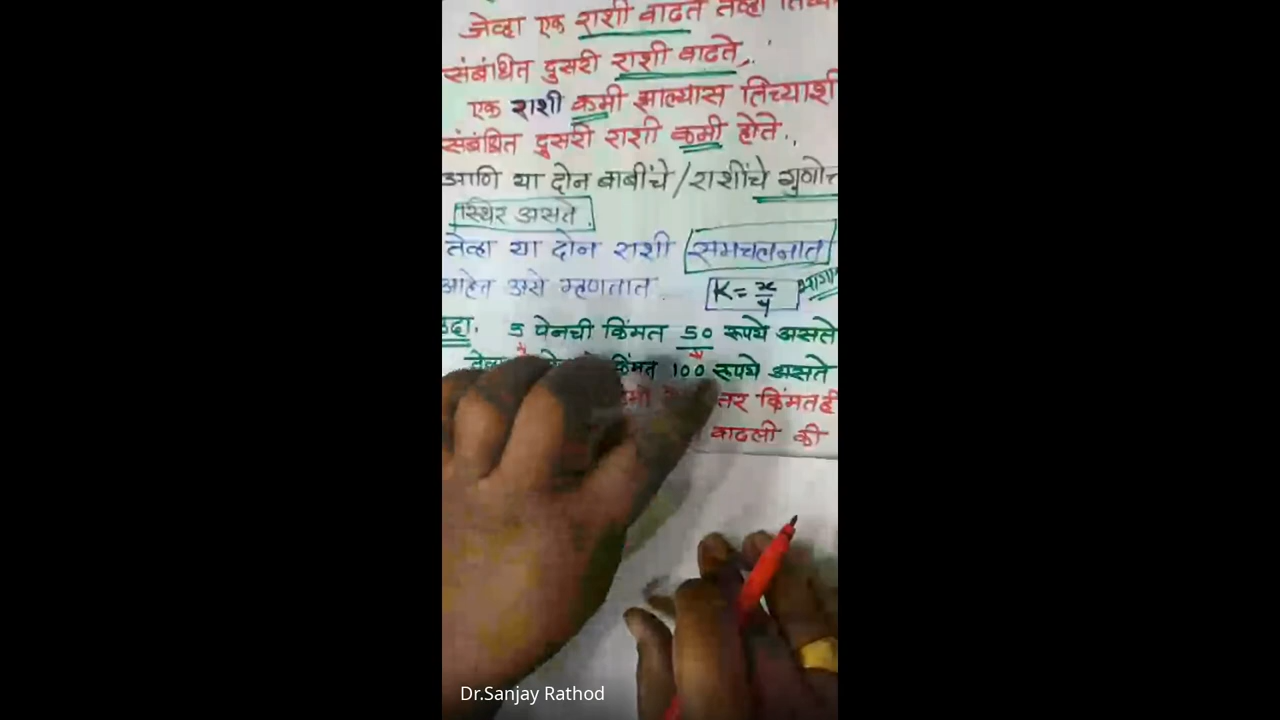 जेव्हा एक राशी वाढते तेव्हा
संबंधित दुसरी राशी वाढते.
एक राशी कमी झाल्यास तिच्याशी
संबंधित दुसरी राशी कमी होते.
आणि या दोन बाबींचे/राशींचे
स्थिर असते.
तेव्हा या दोन राशी समचलनात
आहेत असे म्हणतात. K = x/y
उदा. 5 पेनची किंमत 50 रुपये असते
किंमत 100 रुपये असते
तर किंमतही
काढली की
Dr.Sanjay Rathod